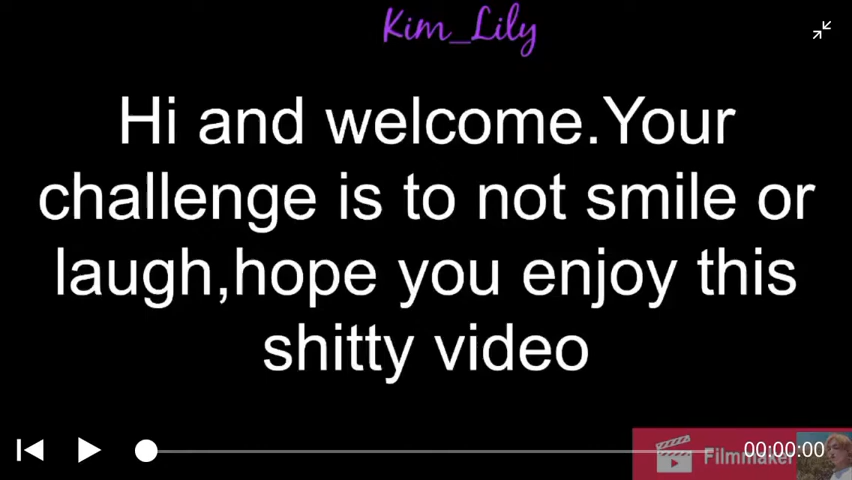 Kim_Lily
Hi and welcome.Your
challenge is to not smile or
laugh,hope you enjoy this
shitty video
Filmmaker
00:00:00